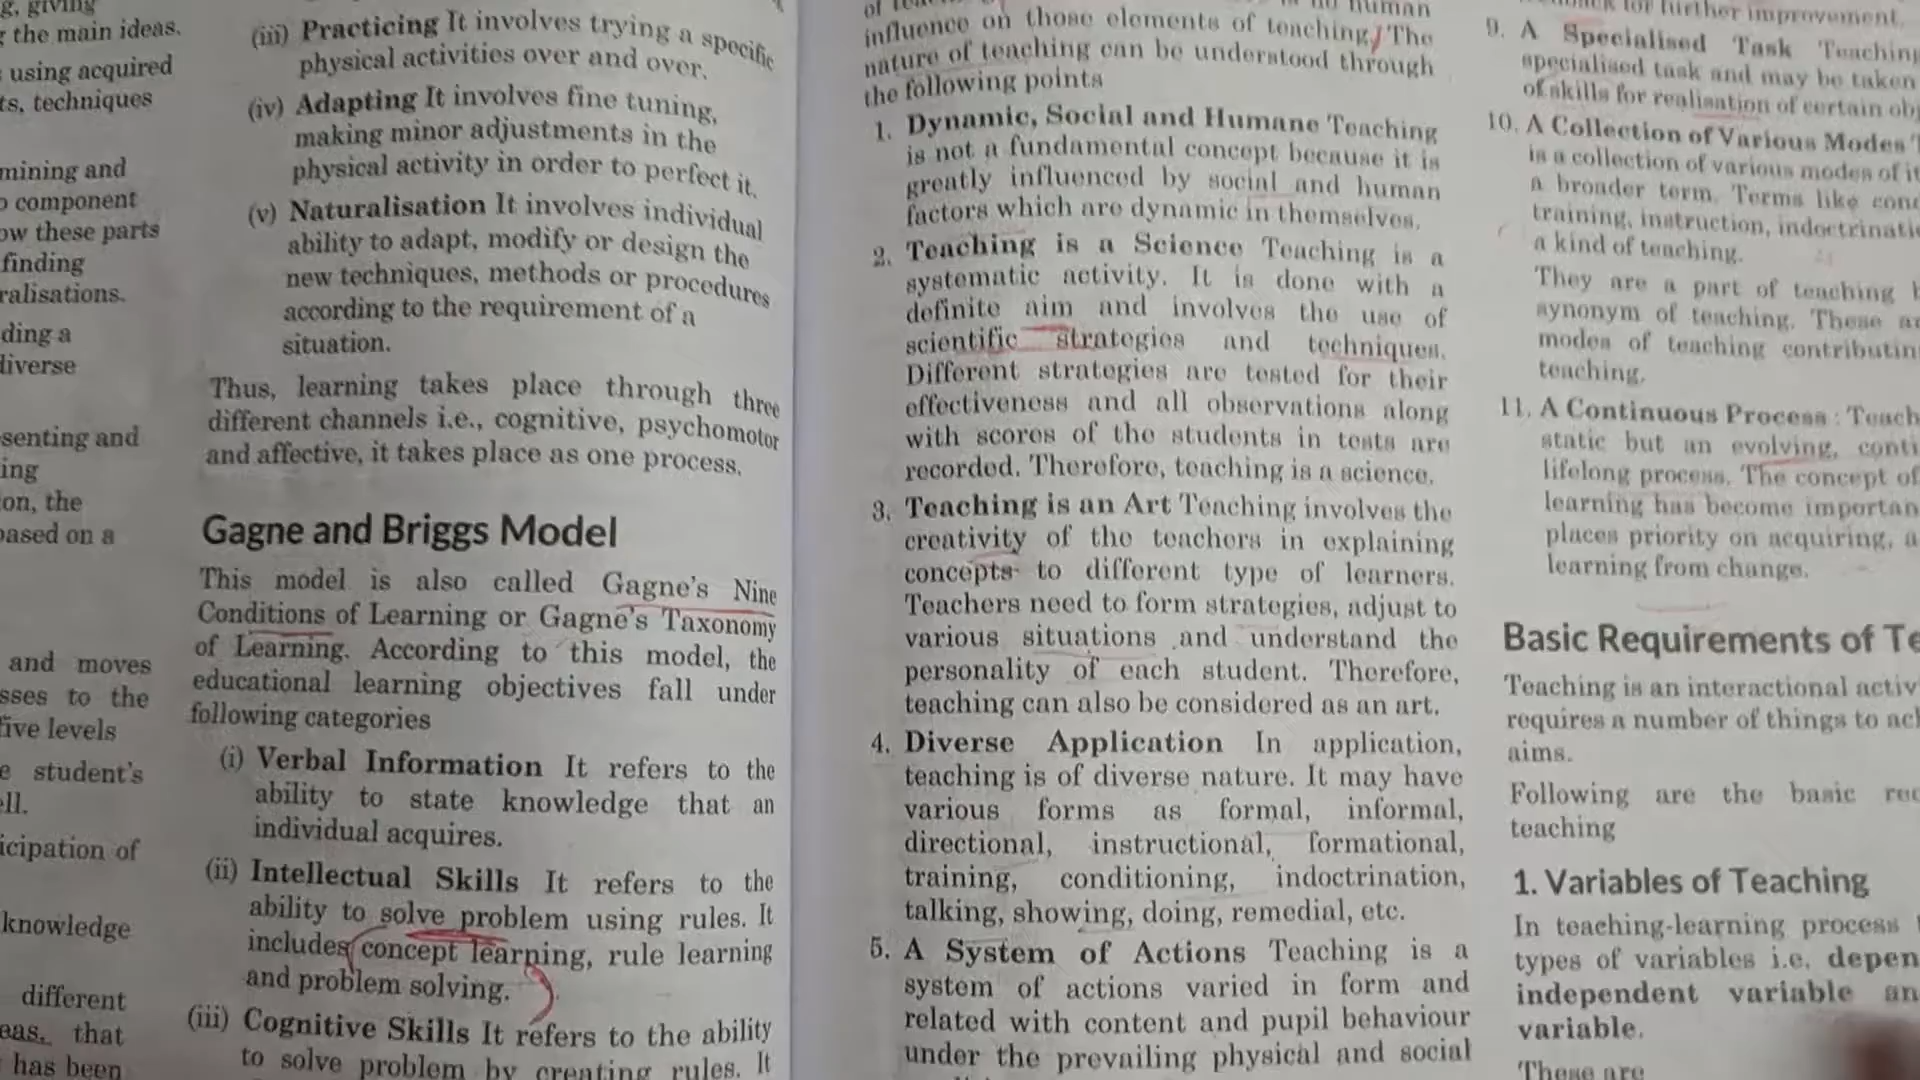 g, giving
the main ideas.
using acquired
ts, techniques
mining and
component
ow these parts
finding
ralisations.
ding a
diverse
senting and
ing
on, the
based on a
and moves
sses to the
five levels
student's
ell.
icipation of
knowledge
different
eas, that
has been
(iii) Practicing It involves trying a specific
physical activities over and over.
(iv) Adapting It involves fine tuning,
making minor adjustments in the
physical activity in order to perfect it.
(v) Naturalisation It involves individual
ability to adapt, modify or design the
new techniques, methods or procedures
according to the requirement of a
situation.
Thus, learning takes place through three
different channels i.e., cognitive, psychomotor
and affective, it takes place as one process.
Gagne and Briggs Model
This model is also called Gagne's Nine
Conditions of Learning or Gagne's Taxonomy
of Learning. According to this model, the
educational learning objectives fall under
following categories
(i) Verbal Information It refers to the
ability to state knowledge that an
individual acquires.
(ii) Intellectual Skills It refers to the
ability to solve problem using rules. It
includes concept learning, rule learning
and problem solving.
(iii) Cognitive Skills It refers to the ability
to solve problem by creating rules. It
human
influence on those elements of teaching. The
nature of teaching can be understood through
the following points
1. Dynamic, Social and Humane Teaching
is not a fundamental concept because it is
greatly influenced by social and human
factors which are dynamic in themselves.
2. Teaching is a Science Teaching is a
systematic activity. It is done with a
definite aim and involves the use of
scientific strategies and techniques.
Different strategies are tested for their
effectiveness and all observations along
with scores of the students in tests are
recorded. Therefore, teaching is a science.
3. Teaching is an Art Teaching involves the
creativity of the teachers in explaining
concepts to different type of learners.
Teachers need to form strategies, adjust to
various situations and understand the
personality of each student. Therefore,
teaching can also be considered as an art.
4. Diverse Application In application,
teaching is of diverse nature. It may have
various forms as formal, informal,
directional, instructional, formational,
training, conditioning, indoctrination,
talking, showing, doing, remedial, etc.
5. A System of Actions Teaching is a
system of actions varied in form and
related with content and pupil behaviour
under the prevailing physical and social
for further improvement.
9. A Specialised Task Teaching
specialised task and may be taken
of skills for realisation of certain obj
10. A Collection of Various Modes
is a collection of various modes of it
a broader term. Terms like con
training, instruction, indoctrinati
a kind of teaching.
They are a part of teaching
synonym of teaching. These a
modes of teaching contributin
teaching.
11. A Continuous Process : Teach
static but an evolving, conti
lifelong process. The concept of
learning has become importan
places priority on acquiring, a
learning from change.
Basic Requirements of Te
Teaching is an interactional activ
requires a number of things to ac
aims.
Following are the basic re
teaching
1. Variables of Teaching
In teaching-learning process
types of variables i.e. depen
independent variable an
variable.
These are